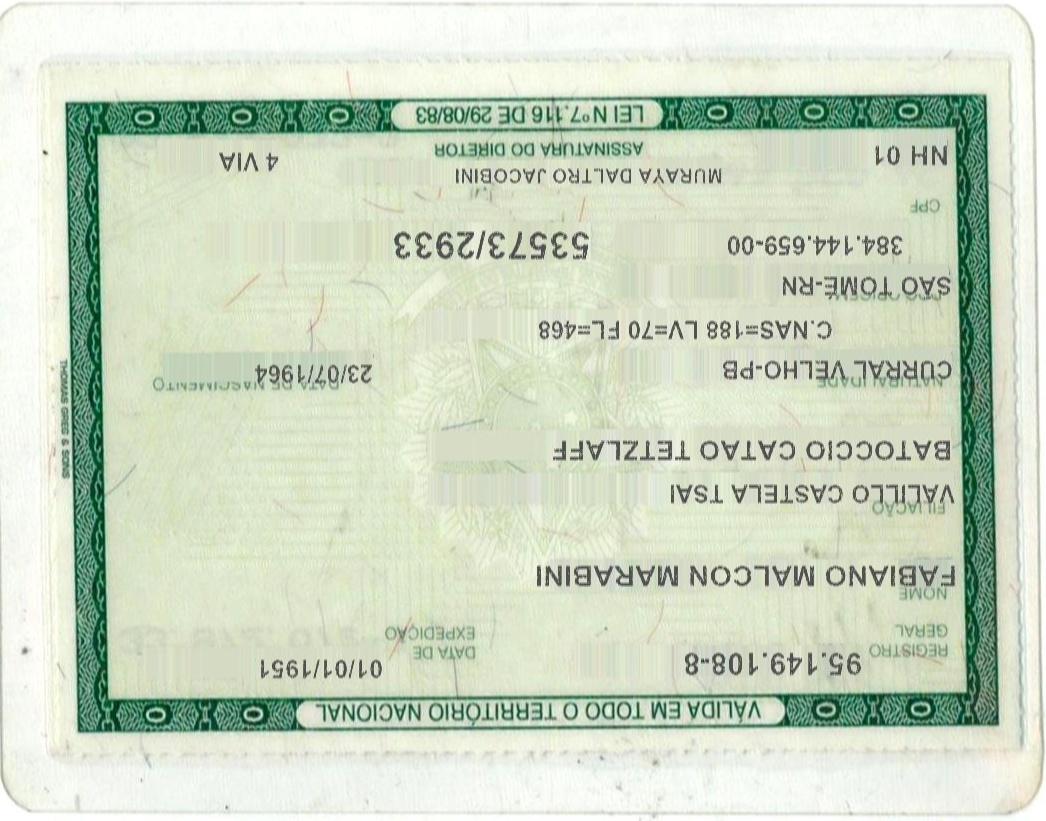 VÁLIDA EM TODO O TERRITÓRIO NACIONAL
REGISTRO GERAL 95.149.108-8 DATA DE EXPEDIÇÃO 01/01/1951
NOME
FABIANO MALCON MARABINI
FILIAÇÃO
VALILLO CASTELA TSAI
BATOCCIO CATAO TETZLAFF
NATURALIDADE DATA DE NASCIMENTO
CURRAL VELHO-PB 23/07/1964
C.NAS=188 LV=70 FL=468
SAO TOME-RN
384.144.659-00 53573/2933
CPF
MURAYA DALTRO JACOBINI
NH 01 ASSINATURA DO DIRETOR 4 VIA
LEI Nº 7.116 DE 29/08/83
THOMAS GREG & SONS